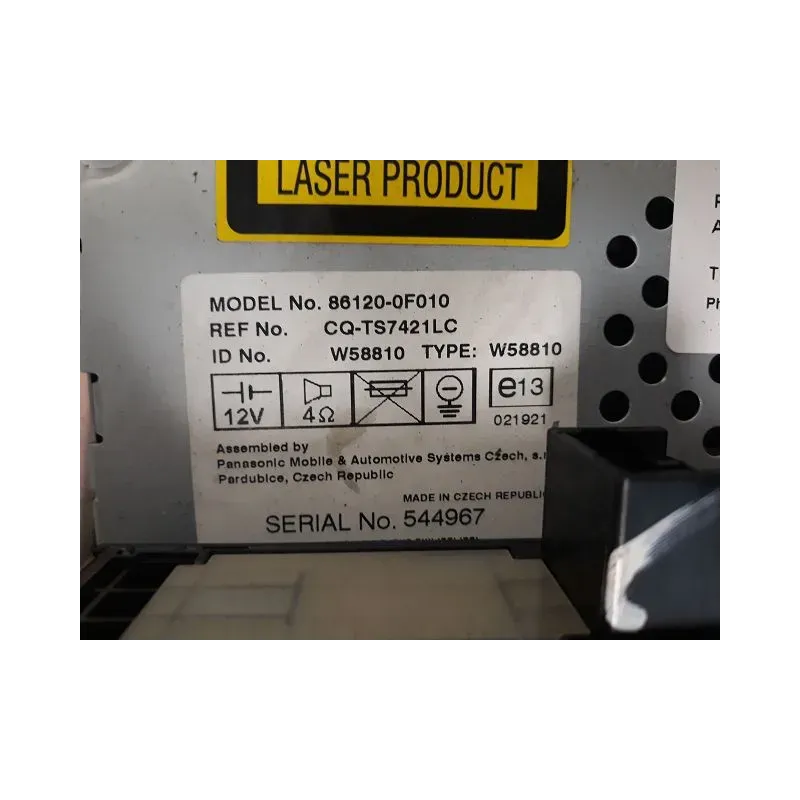 LASER PRODUCT
MODEL No. 86120-0F010
REF No. CQ-TS7421LC
ID No. W58810 TYPE: W58810
12V 4Ω e13
021921
Assembled by
Panasonic Mobile & Automotive Systems Czech,
Pardubice, Czech Republic
MADE IN CZECH REPUBLIC
SERIAL No. 544967